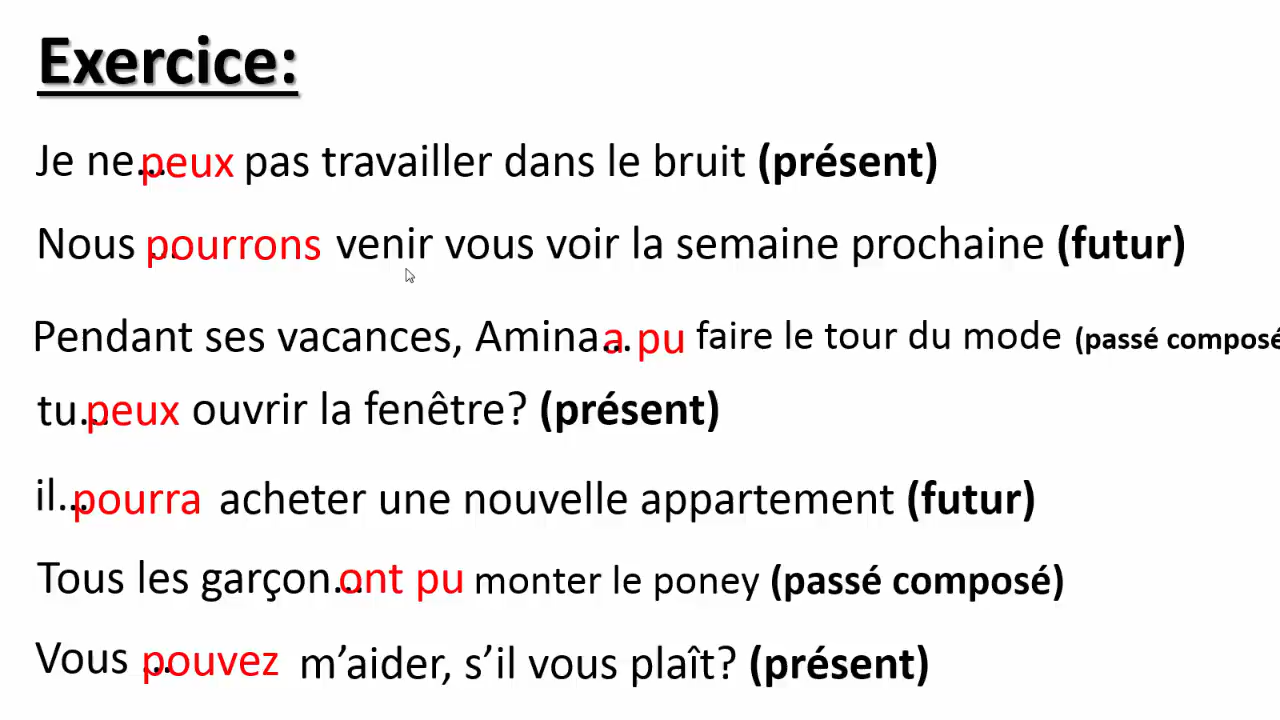 Exercice:
Je ne...peux pas travailler dans le bruit (présent)
Nous ...pourrons venir vous voir la semaine prochaine (futur)
Pendant ses vacances, Amina...a pu faire le tour du mode (passé composé
tu...peux ouvrir la fenêtre? (présent)
il...pourra acheter une nouvelle appartement (futur)
Tous les garçon...ont pu monter le poney (passé composé)
Vous ...pouvez m’aider, s’il vous plaît? (présent)